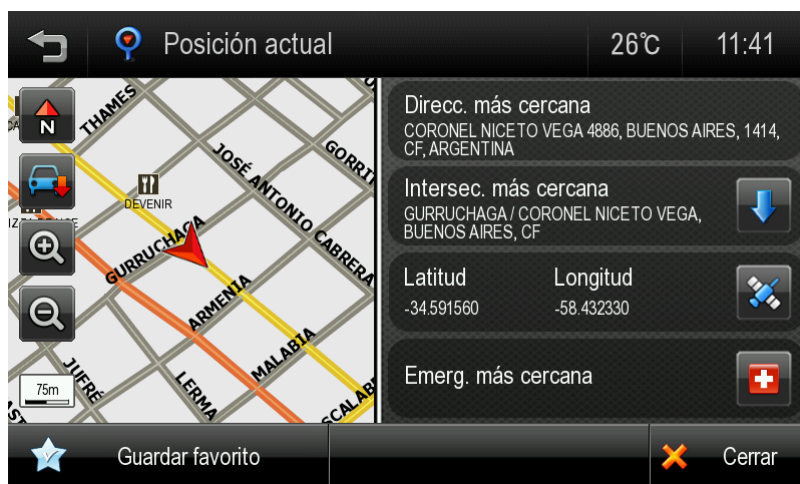 Posición actual
26°C
11:41
N
THAMES
JOSÉ ANTONIO CABRERA
DEVENIR
GURRUCHAGA
ARMENIA
MALABIA
JUFRÉ
LERMA
75m
Direcc. más cercana
CORONEL NICETO VEGA 4886, BUENOS AIRES, 1414,
CF, ARGENTINA
Intersec. más cercana
GURRUCHAGA / CORONEL NICETO VEGA,
BUENOS AIRES, CF
Latitud
Longitud
-34.591560
-58.432330
Emerg. más cercana
Guardar favorito
Cerrar